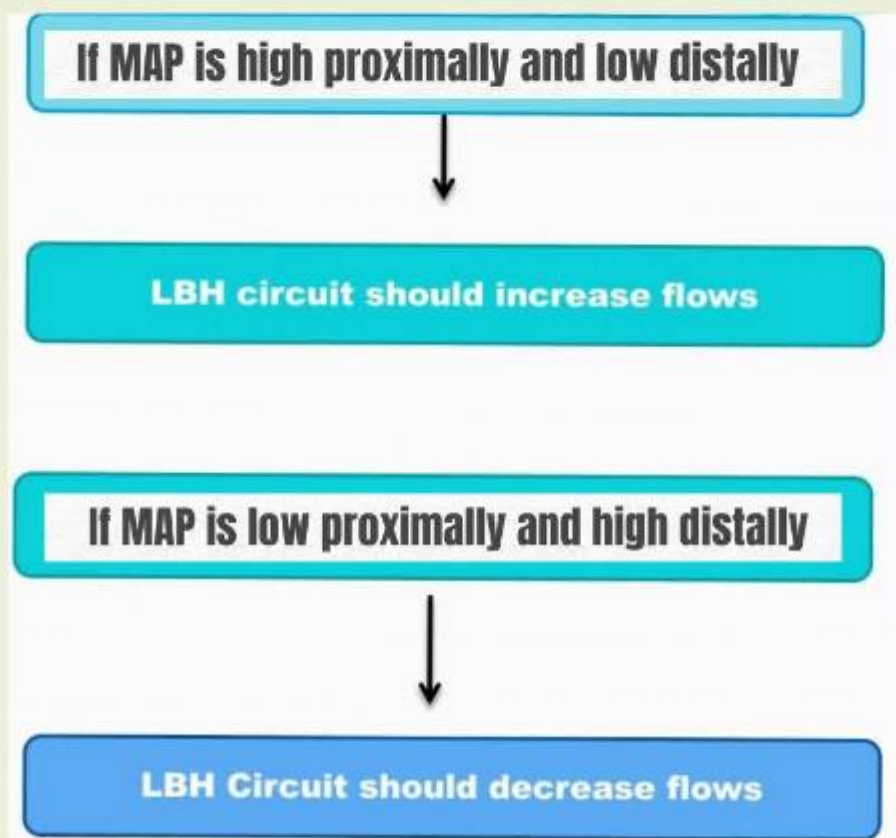 If MAP is high proximally and low distally
LBH circuit should increase flows
If MAP is low proximally and high distally
LBH Circuit should decrease flows